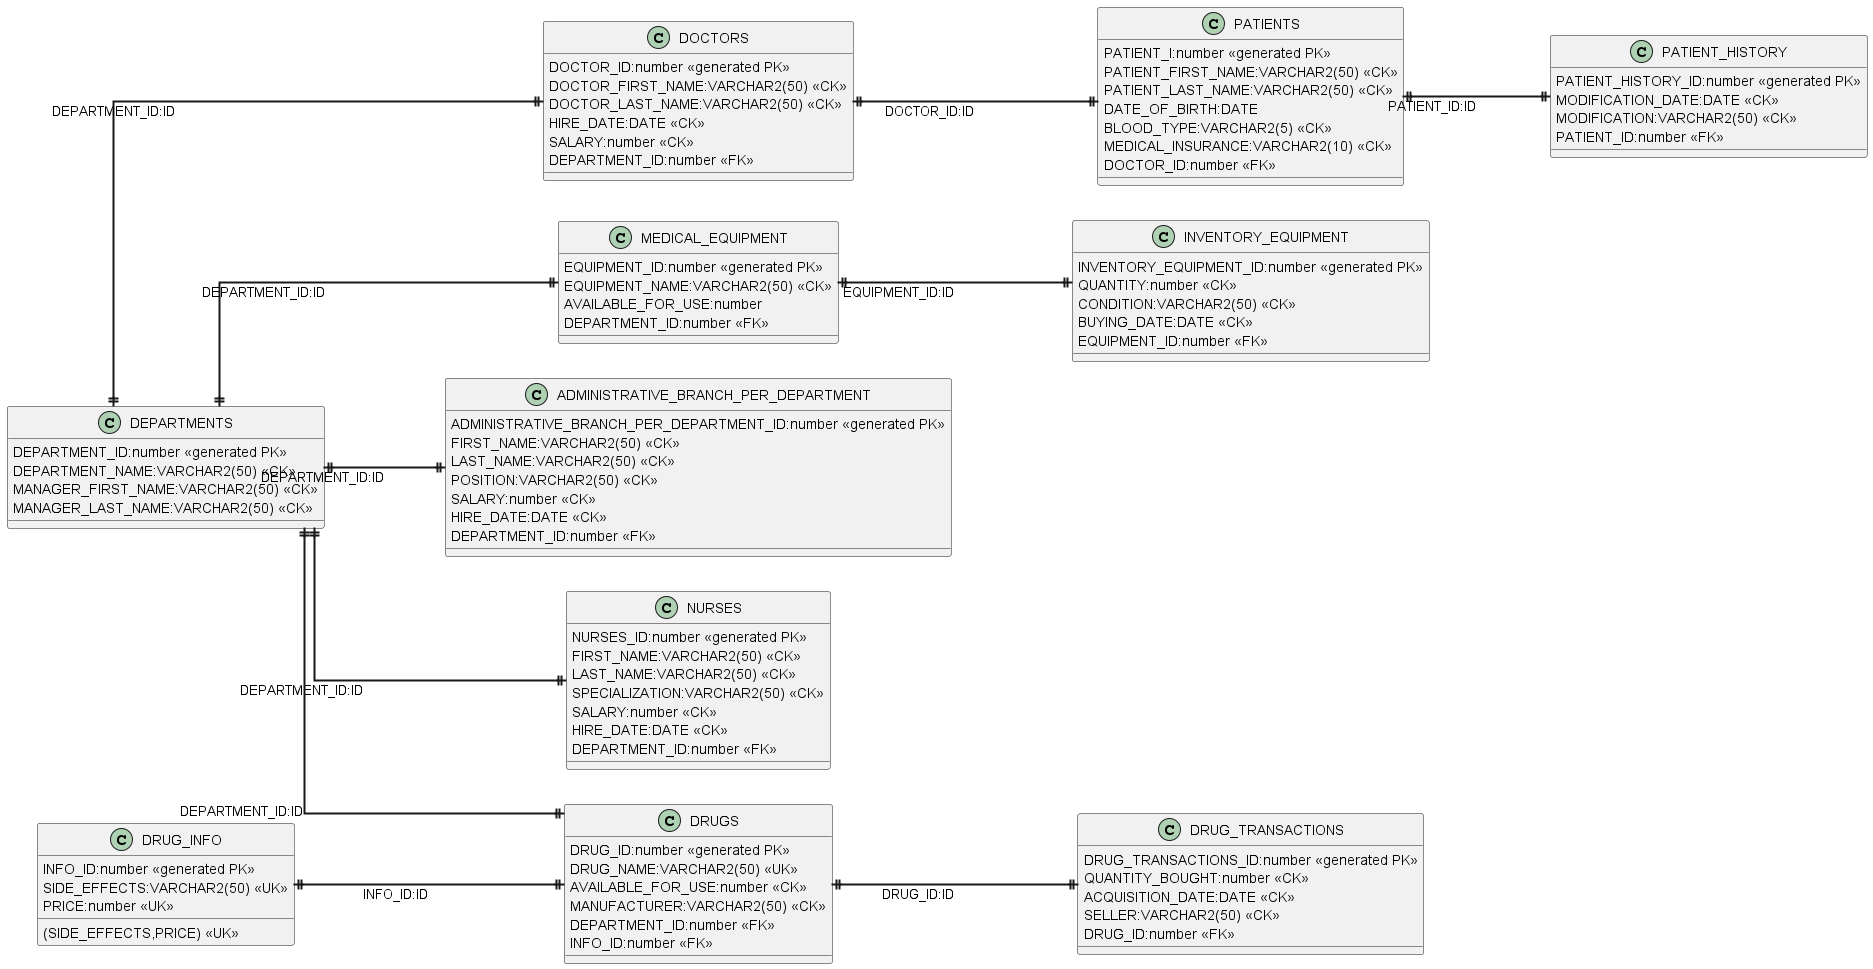 DOCTORS
DOCTOR_ID:number «generated PK»
DOCTOR_FIRST_NAME:VARCHAR2(50) «CK»
DOCTOR_LAST_NAME:VARCHAR2(50) «CK»
HIRE_DATE:DATE «CK»
SALARY:number «CK»
DEPARTMENT_ID:number «FK»
DEPARTMENT_ID:ID
DOCTOR_ID:ID
PATIENTS
PATIENT_I:number «generated PK»
PATIENT_FIRST_NAME:VARCHAR2(50) «CK»
PATIENT_LAST_NAME:VARCHAR2(50) «CK»
DATE_OF_BIRTH:DATE
BLOOD_TYPE:VARCHAR2(5) «CK»
MEDICAL_INSURANCE:VARCHAR2(10) «CK»
DOCTOR_ID:number «FK»
PATIENT_ID:ID
PATIENT_HISTORY
PATIENT_HISTORY_ID:number «generated PK»
MODIFICATION_DATE:DATE «CK»
MODIFICATION:VARCHAR2(50) «CK»
PATIENT_ID:number «FK»
MEDICAL_EQUIPMENT
EQUIPMENT_ID:number «generated PK»
EQUIPMENT_NAME:VARCHAR2(50) «CK»
AVAILABLE_FOR_USE:number
DEPARTMENT_ID:number «FK»
DEPARTMENT_ID:ID
EQUIPMENT_ID:ID
INVENTORY_EQUIPMENT
INVENTORY_EQUIPMENT_ID:number «generated PK»
QUANTITY:number «CK»
CONDITION:VARCHAR2(50) «CK»
BUYING_DATE:DATE «CK»
EQUIPMENT_ID:number «FK»
DEPARTMENTS
DEPARTMENT_ID:number «generated PK»
DEPARTMENT_NAME:VARCHAR2(50) «CK»
MANAGER_FIRST_NAME:VARCHAR2(50) «CK»
MANAGER_LAST_NAME:VARCHAR2(50) «CK»
DEPARTMENT_ID:ID
ADMINISTRATIVE_BRANCH_PER_DEPARTMENT
ADMINISTRATIVE_BRANCH_PER_DEPARTMENT_ID:number «generated PK»
FIRST_NAME:VARCHAR2(50) «CK»
LAST_NAME:VARCHAR2(50) «CK»
POSITION:VARCHAR2(50) «CK»
SALARY:number «CK»
HIRE_DATE:DATE «CK»
DEPARTMENT_ID:number «FK»
NURSES
NURSES_ID:number «generated PK»
FIRST_NAME:VARCHAR2(50) «CK»
LAST_NAME:VARCHAR2(50) «CK»
SPECIALIZATION:VARCHAR2(50) «CK»
SALARY:number «CK»
HIRE_DATE:DATE «CK»
DEPARTMENT_ID:number «FK»
DEPARTMENT_ID:ID
DEPARTMENT_ID:ID
DRUG_INFO
INFO_ID:number «generated PK»
SIDE_EFFECTS:VARCHAR2(50) «UK»
PRICE:number «UK»
(SIDE_EFFECTS,PRICE) «UK»
INFO_ID:ID
DRUGS
DRUG_ID:number «generated PK»
DRUG_NAME:VARCHAR2(50) «UK»
AVAILABLE_FOR_USE:number «CK»
MANUFACTURER:VARCHAR2(50) «CK»
DEPARTMENT_ID:number «FK»
INFO_ID:number «FK»
DRUG_ID:ID
DRUG_TRANSACTIONS
DRUG_TRANSACTIONS_ID:number «generated PK»
QUANTITY_BOUGHT:number «CK»
ACQUISITION_DATE:DATE «CK»
SELLER:VARCHAR2(50) «CK»
DRUG_ID:number «FK»